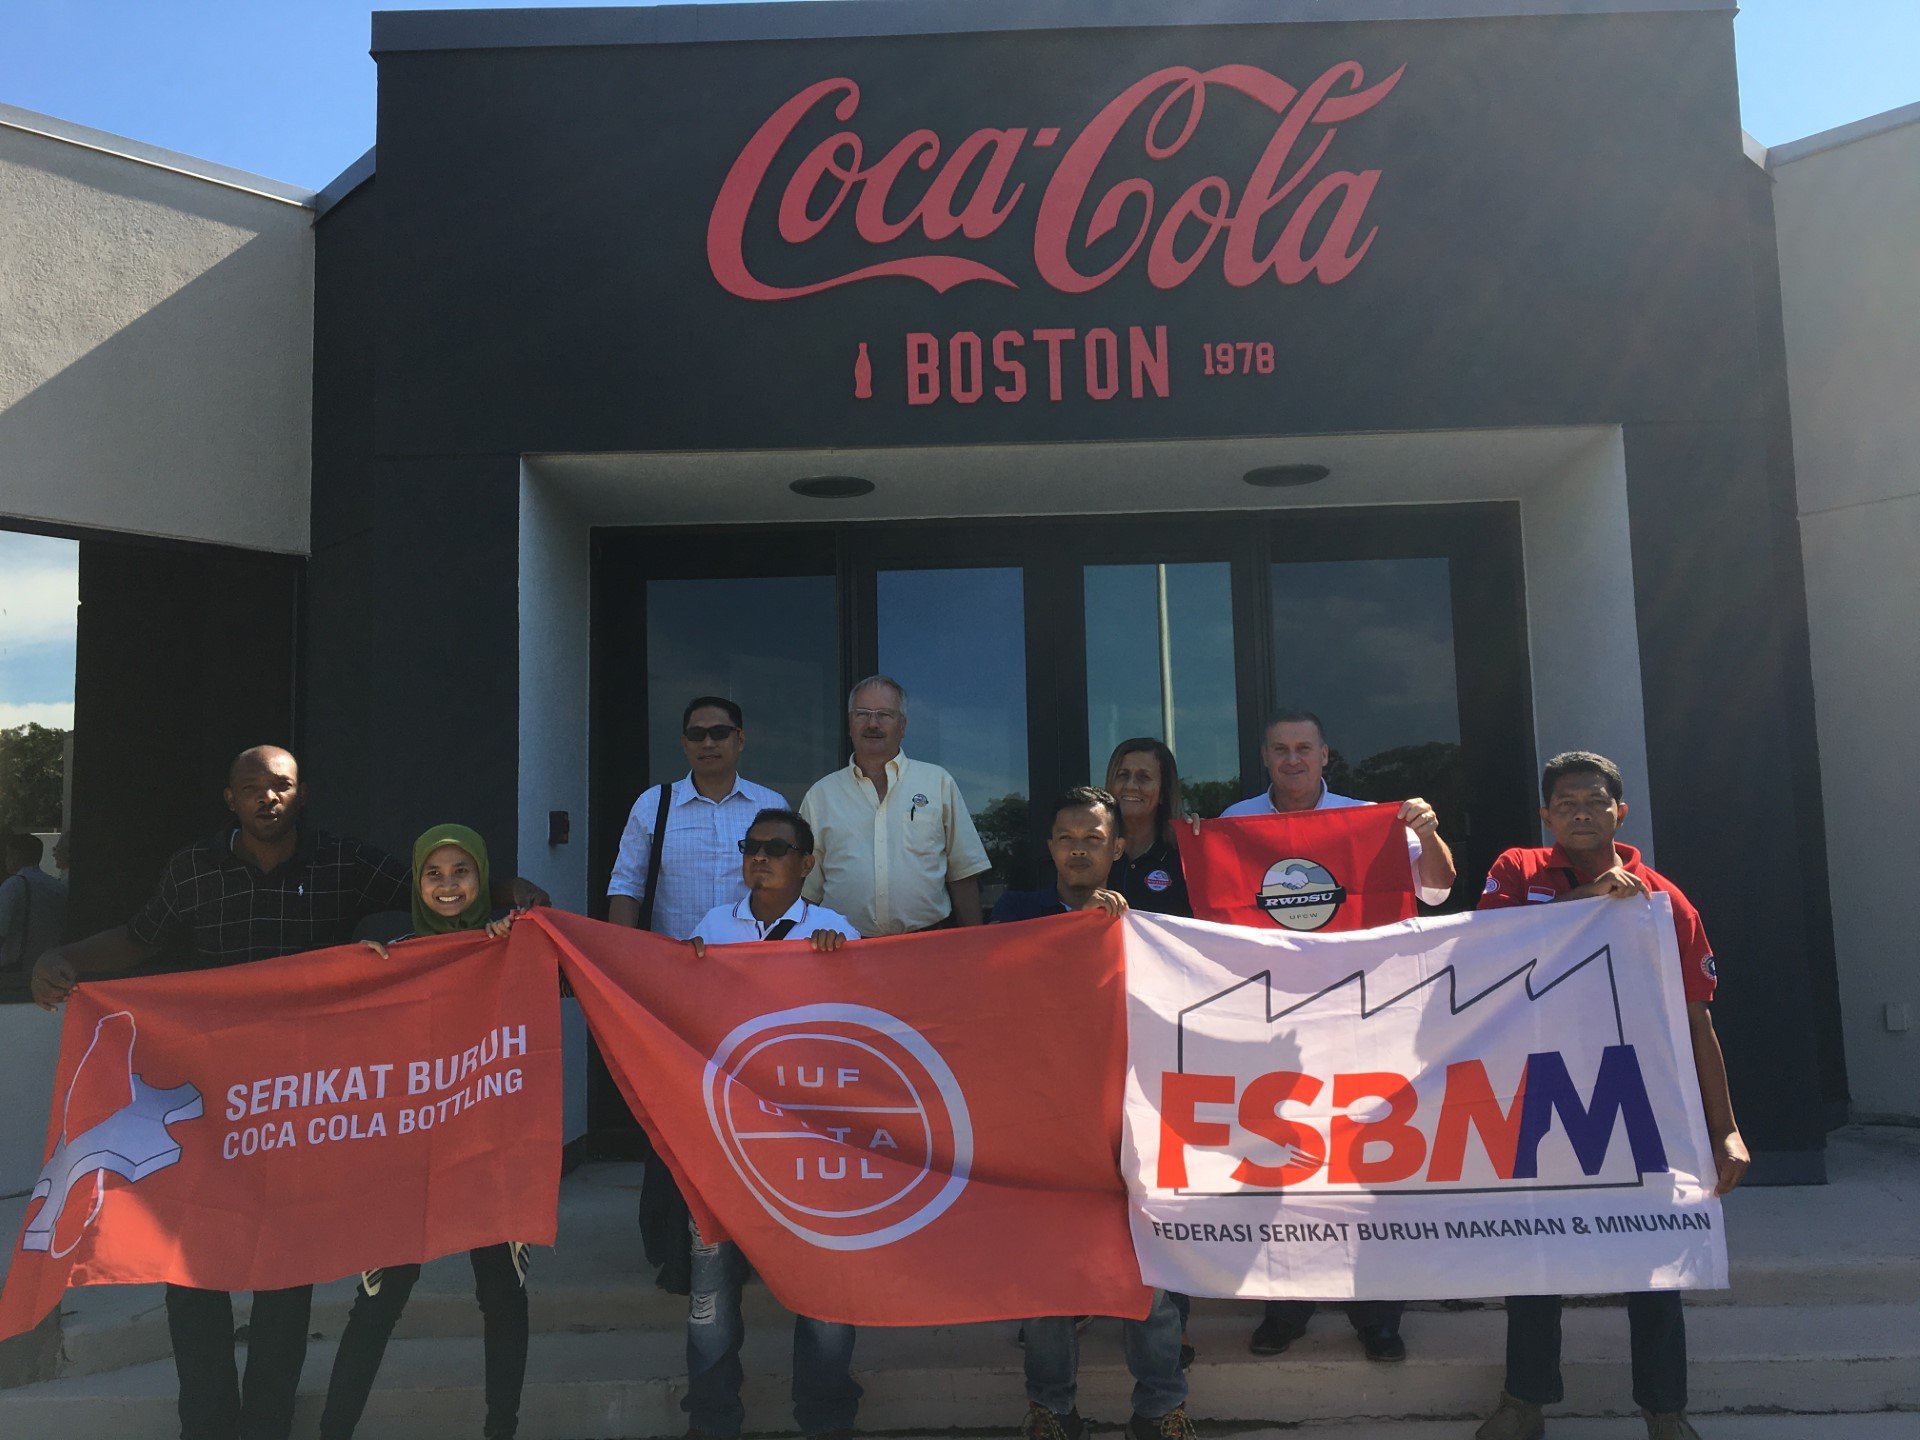 Coca-Cola
BOSTON 1978
RWDSU
UFCW
SERIKAT BURUH
COCA COLA BOTTLING
IUF
UITA
IUL
FSBMM
FEDERASI SERIKAT BURUH MAKANAN & MINUMAN